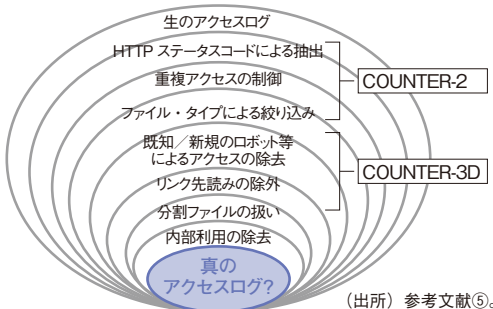 生のアクセスログ
HTTP ステータスコードによる抽出
重複アクセスの制御
COUNTER-2
ファイル・タイプによる絞り込み
既知／新規のロボット等
によるアクセスの除去
COUNTER-3D
リンク先読みの除外
分割ファイルの扱い
内部利用の除去
真の
アクセスログ?
（出所）参考文献⑤。